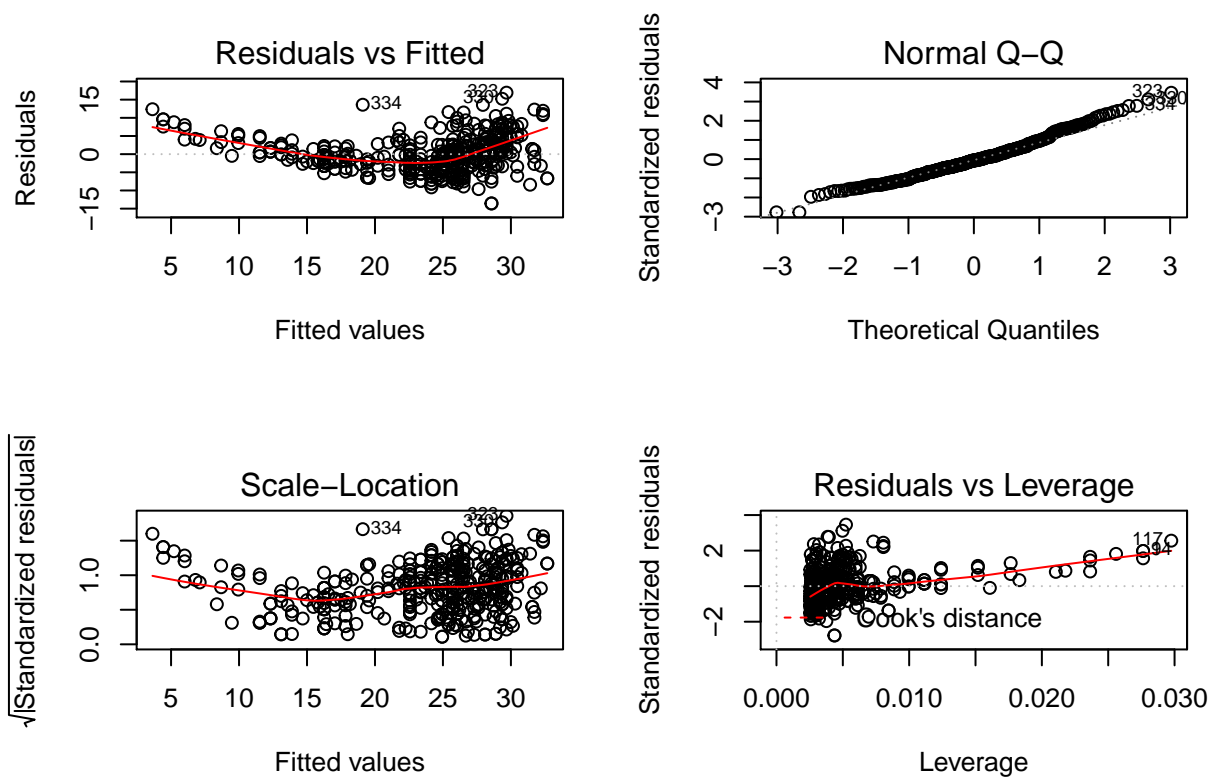 Residuals vs Fitted
Residuals
15
0
−15
334
323
330
5 10 15 20 25 30
Fitted values
Normal Q−Q
Standardized residuals
4
2
0
−3
323
334
−3 −2 −1 0 1 2 3
Theoretical Quantiles
Scale−Location
√|Standardized residuals|
1.0
0.0
334
323
330
5 10 15 20 25 30
Fitted values
Residuals vs Leverage
Standardized residuals
2
−2
117
94
Cook's distance
0.000 0.010 0.020 0.030
Leverage